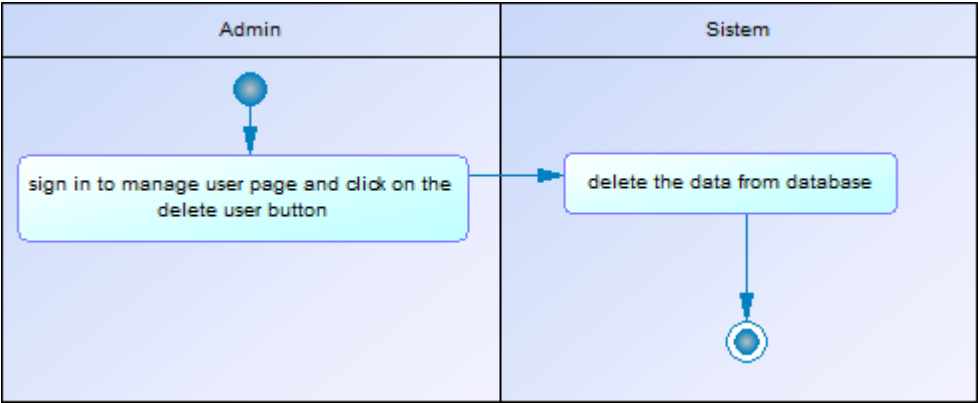 Admin
Sistem
sign in to manage user page and click on the
delete user button
delete the data from database